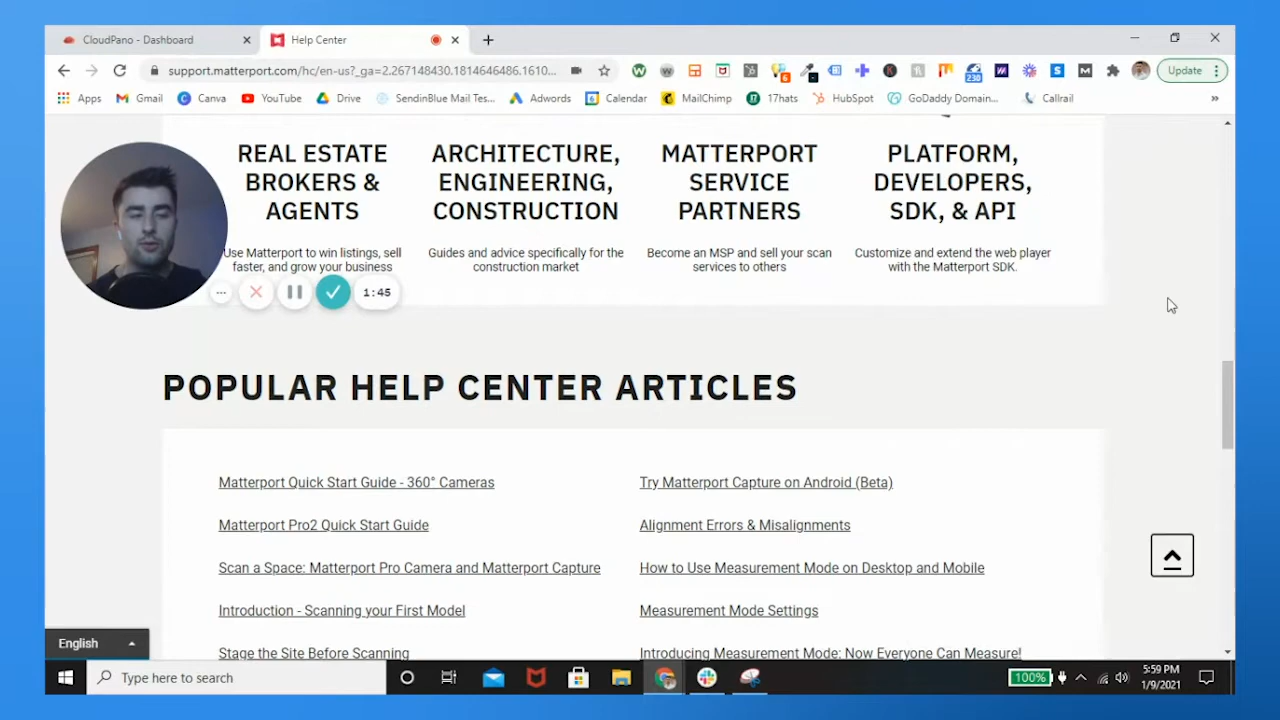 CloudPano - Dashboard
Help Center
support.matterport.com/hc/en-us?_ga=2.267148430.1814646486.1610...
6
230
Update
Apps
Gmail
Canva
YouTube
Drive
SendinBlue Mail Tes...
Adwords
Calendar
MailChimp
17hats
HubSpot
GoDaddy Domain...
Callrail
REAL ESTATE
BROKERS &
AGENTS
Use Matterport to win listings, sell
faster, and grow your business
ARCHITECTURE,
ENGINEERING,
CONSTRUCTION
Guides and advice specifically for the
construction market
MATTERPORT
SERVICE
PARTNERS
Become an MSP and sell your scan
services to others
PLATFORM,
DEVELOPERS,
SDK, & API
Customize and extend the web player
with the Matterport SDK.
1:45
POPULAR HELP CENTER ARTICLES
Matterport Quick Start Guide - 360° Cameras
Matterport Pro2 Quick Start Guide
Scan a Space: Matterport Pro Camera and Matterport Capture
Introduction - Scanning your First Model
Stage the Site Before Scanning
Try Matterport Capture on Android (Beta)
Alignment Errors & Misalignments
How to Use Measurement Mode on Desktop and Mobile
Measurement Mode Settings
Introducing Measurement Mode: Now Everyone Can Measure!
English
Type here to search
100%
5:59 PM
1/9/2021